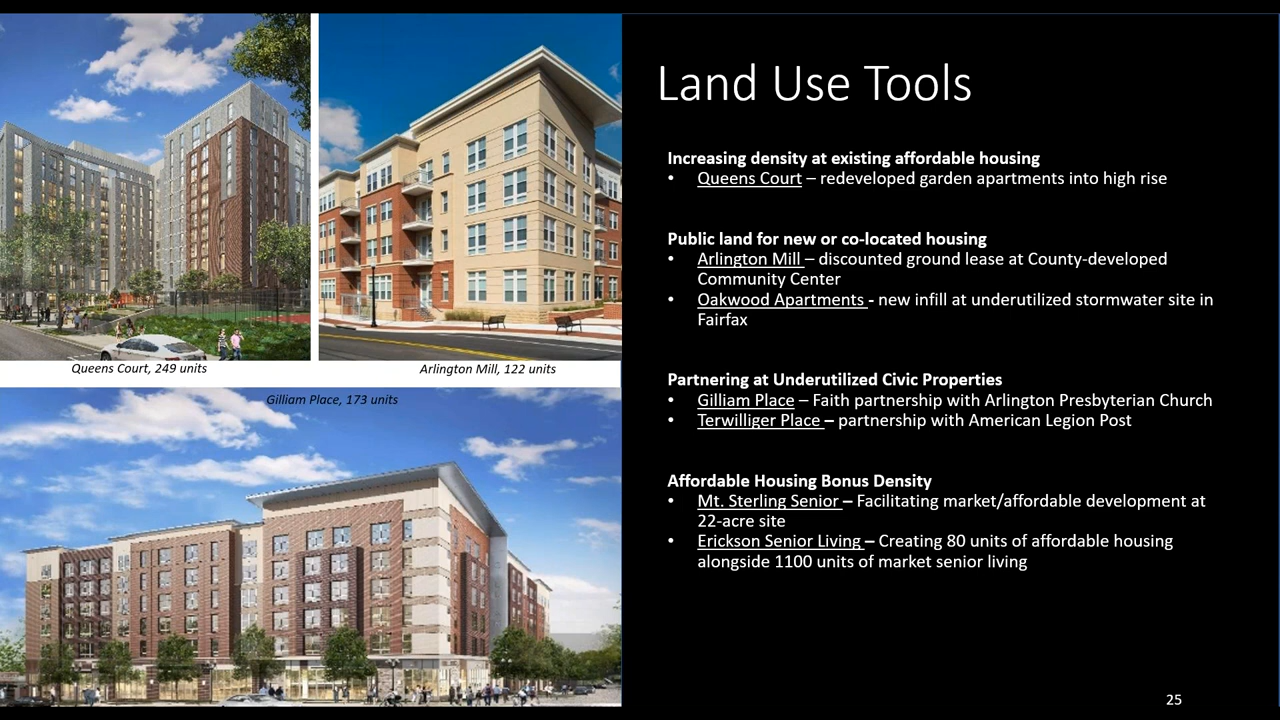 Land Use Tools
Increasing density at existing affordable housing
• Queens Court – redeveloped garden apartments into high rise
Public land for new or co-located housing
• Arlington Mill – discounted ground lease at County-developed
Community Center
• Oakwood Apartments - new infill at underutilized stormwater site in
Fairfax
Partnering at Underutilized Civic Properties
• Gilliam Place – Faith partnership with Arlington Presbyterian Church
• Terwilliger Place – partnership with American Legion Post
Affordable Housing Bonus Density
• Mt. Sterling Senior – Facilitating market/affordable development at
22-acre site
• Erickson Senior Living – Creating 80 units of affordable housing
alongside 1100 units of market senior living
Queens Court, 249 units
Arlington Mill, 122 units
Gilliam Place, 173 units
25